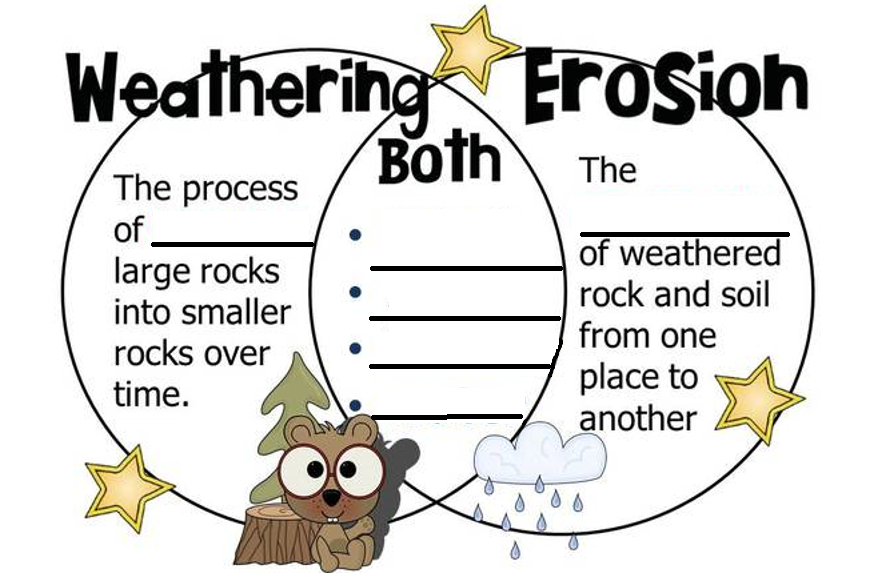 Weathering
Erosion
Both
The process
of
large rocks
into smaller
rocks over
time.
The
of weathered
rock and soil
from one
place to
another